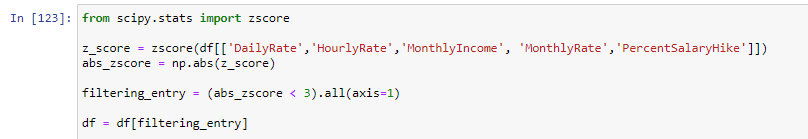 In [123]: from scipy.stats import zscore
z_score = zscore(df[['DailyRate','HourlyRate','MonthlyIncome', 'MonthlyRate','PercentSalaryHike']])
abs_zscore = np.abs(z_score)
filtering_entry = (abs_zscore < 3).all(axis=1)
df = df[filtering_entry]